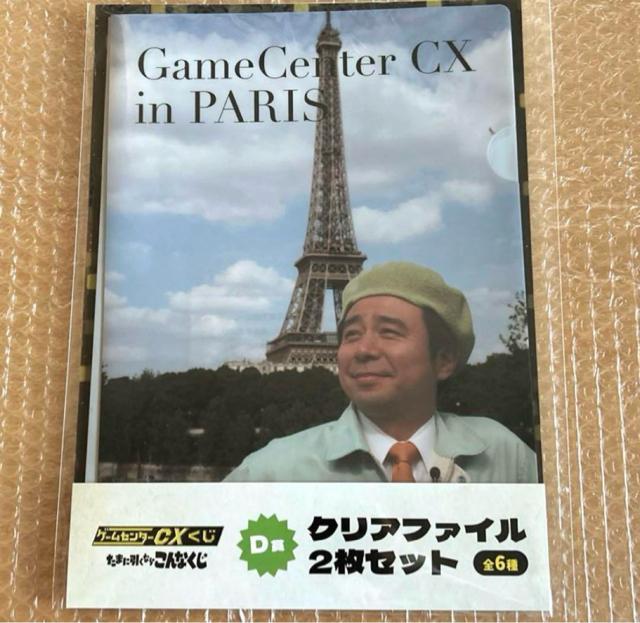 GameCenter CX
in PARIS
ゲームセンターCXくじ
たまに引くならこんなくじ
D賞
クリアファイル
2枚セット
全6種